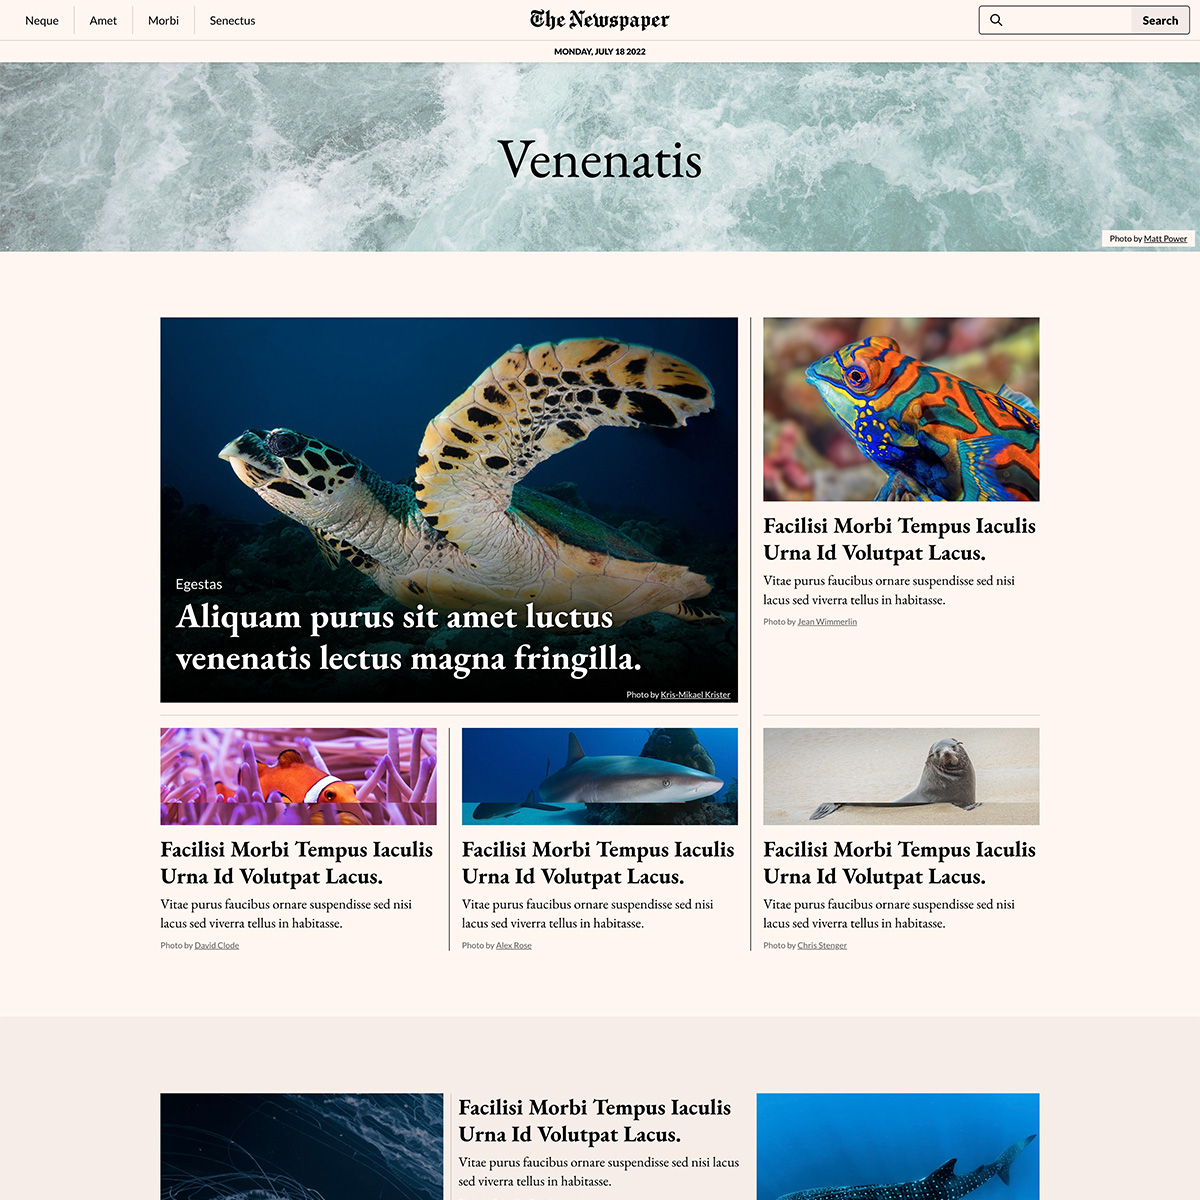 Neque
Amet
Morbi
Senectus
The Newspaper
Search
MONDAY, JULY 18 2022
Venenatis
Photo by Matt Power
Egestas
Aliquam purus sit amet luctus
venenatis lectus magna fringilla.
Photo by Kris-Mikael Krister
Facilisi Morbi Tempus Iaculis
Urna Id Volutpat Lacus.
Vitae purus faucibus ornare suspendisse sed nisi
lacus sed viverra tellus in habitasse.
Photo by Jean Wimmerlin
Facilisi Morbi Tempus Iaculis
Urna Id Volutpat Lacus.
Vitae purus faucibus ornare suspendisse sed nisi
lacus sed viverra tellus in habitasse.
Photo by David Clode
Facilisi Morbi Tempus Iaculis
Urna Id Volutpat Lacus.
Vitae purus faucibus ornare suspendisse sed nisi
lacus sed viverra tellus in habitasse.
Photo by Alex Rose
Facilisi Morbi Tempus Iaculis
Urna Id Volutpat Lacus.
Vitae purus faucibus ornare suspendisse sed nisi
lacus sed viverra tellus in habitasse.
Photo by Chris Stenger
Facilisi Morbi Tempus Iaculis
Urna Id Volutpat Lacus.
Vitae purus faucibus ornare suspendisse sed nisi lacus
sed viverra tellus in habitasse.